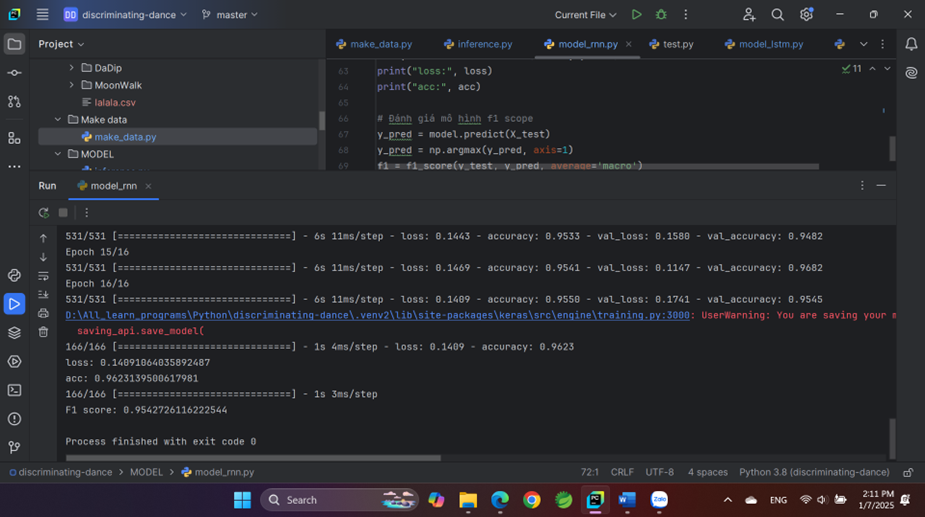 DD discriminating-dance master Current File
Project
make_data.py inference.py model_rnn.py test.py model_lstm.py
DaDip
MoonWalk
lalala.csv
Make data
make_data.py
MODEL
63 print("loss:", loss)
64 print("acc:", acc)
65
66 # Đánh giá mô hình f1 scope
67 y_pred = model.predict(X_test)
68 y_pred = np.argmax(y_pred, axis=1)
69 f1 = f1_score(y_test, y_pred, average='macro')
11
Run model_rnn
531/531 [==============================] - 6s 11ms/step - loss: 0.1443 - accuracy: 0.9533 - val_loss: 0.1580 - val_accuracy: 0.9482
Epoch 15/16
531/531 [==============================] - 6s 11ms/step - loss: 0.1469 - accuracy: 0.9541 - val_loss: 0.1147 - val_accuracy: 0.9682
Epoch 16/16
531/531 [==============================] - 6s 11ms/step - loss: 0.1409 - accuracy: 0.9550 - val_loss: 0.1741 - val_accuracy: 0.9545
D:\All_learn_programs\Python\discriminating-dance\.venv2\lib\site-packages\keras\src\engine\training.py:3000: UserWarning: You are saving your m
saving_api.save_model(
166/166 [==============================] - 1s 4ms/step - loss: 0.1409 - accuracy: 0.9623
loss: 0.14091064035892487
acc: 0.9623139500617981
166/166 [==============================] - 1s 3ms/step
F1 score: 0.9542726116222544
Process finished with exit code 0
discriminating-dance > MODEL > model_rnn.py 72:1 CRLF UTF-8 4 spaces Python 3.8 (discriminating-dance)
Search ENG 2:11 PM
1/7/2025